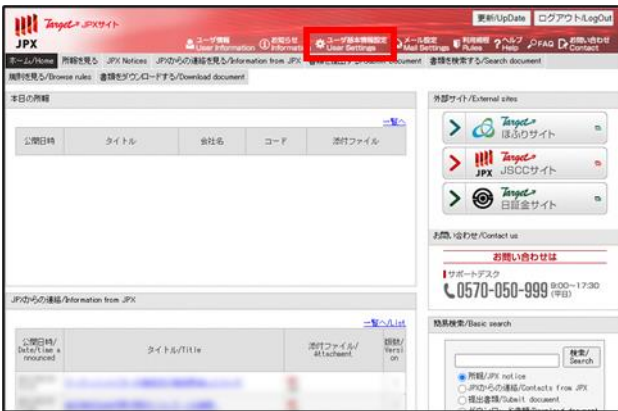 更新/UpDate ログアウト/LogOut
JPX
Target JPXサイト
ユーザ情報
User Information
お知らせ
Informati
ユーザ基本情報設定
User Settings
メール設定
Mail Settings
利用規程
Rules
ヘルプ
Help
FAQ
お問い合わせ
Contact
ホーム/Home 所報を見る JPX Notices JPXからの連絡を見る/Information from JPX 書類を検索する/Search document
規則を見る/Browse rules 書類をダウンロードする/Download document
本日の所報
一覧へ
公開日時 タイトル 会社名 コード 添付ファイル
JPXからの連絡/Information from JPX
一覧へ/List
公開日時/
Date/time a
nnounced
タイトル/Title
添付ファイル/
Attachment
版数/
Versi
on
外部サイト/External sites
Target
ほふりサイト
JPX
Target
JSCCサイト
Target
日証金サイト
お問い合わせ/Contact us
お問い合わせは
サポートデスク
0570-050-999 9:00~17:30
(平日)
簡易検索/Basic search
検索/
Search
所報/JPX notice
JPXからの連絡/Contacts from JPX
提出書類/Submit document